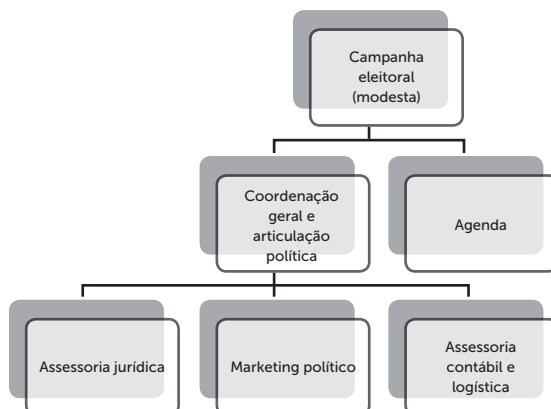 Campanha
eleitoral
(modesta)
Coordenação
geral e
articulação
política
Agenda
Assessoria jurídica
Marketing político
Assessoria
contábil e
logística